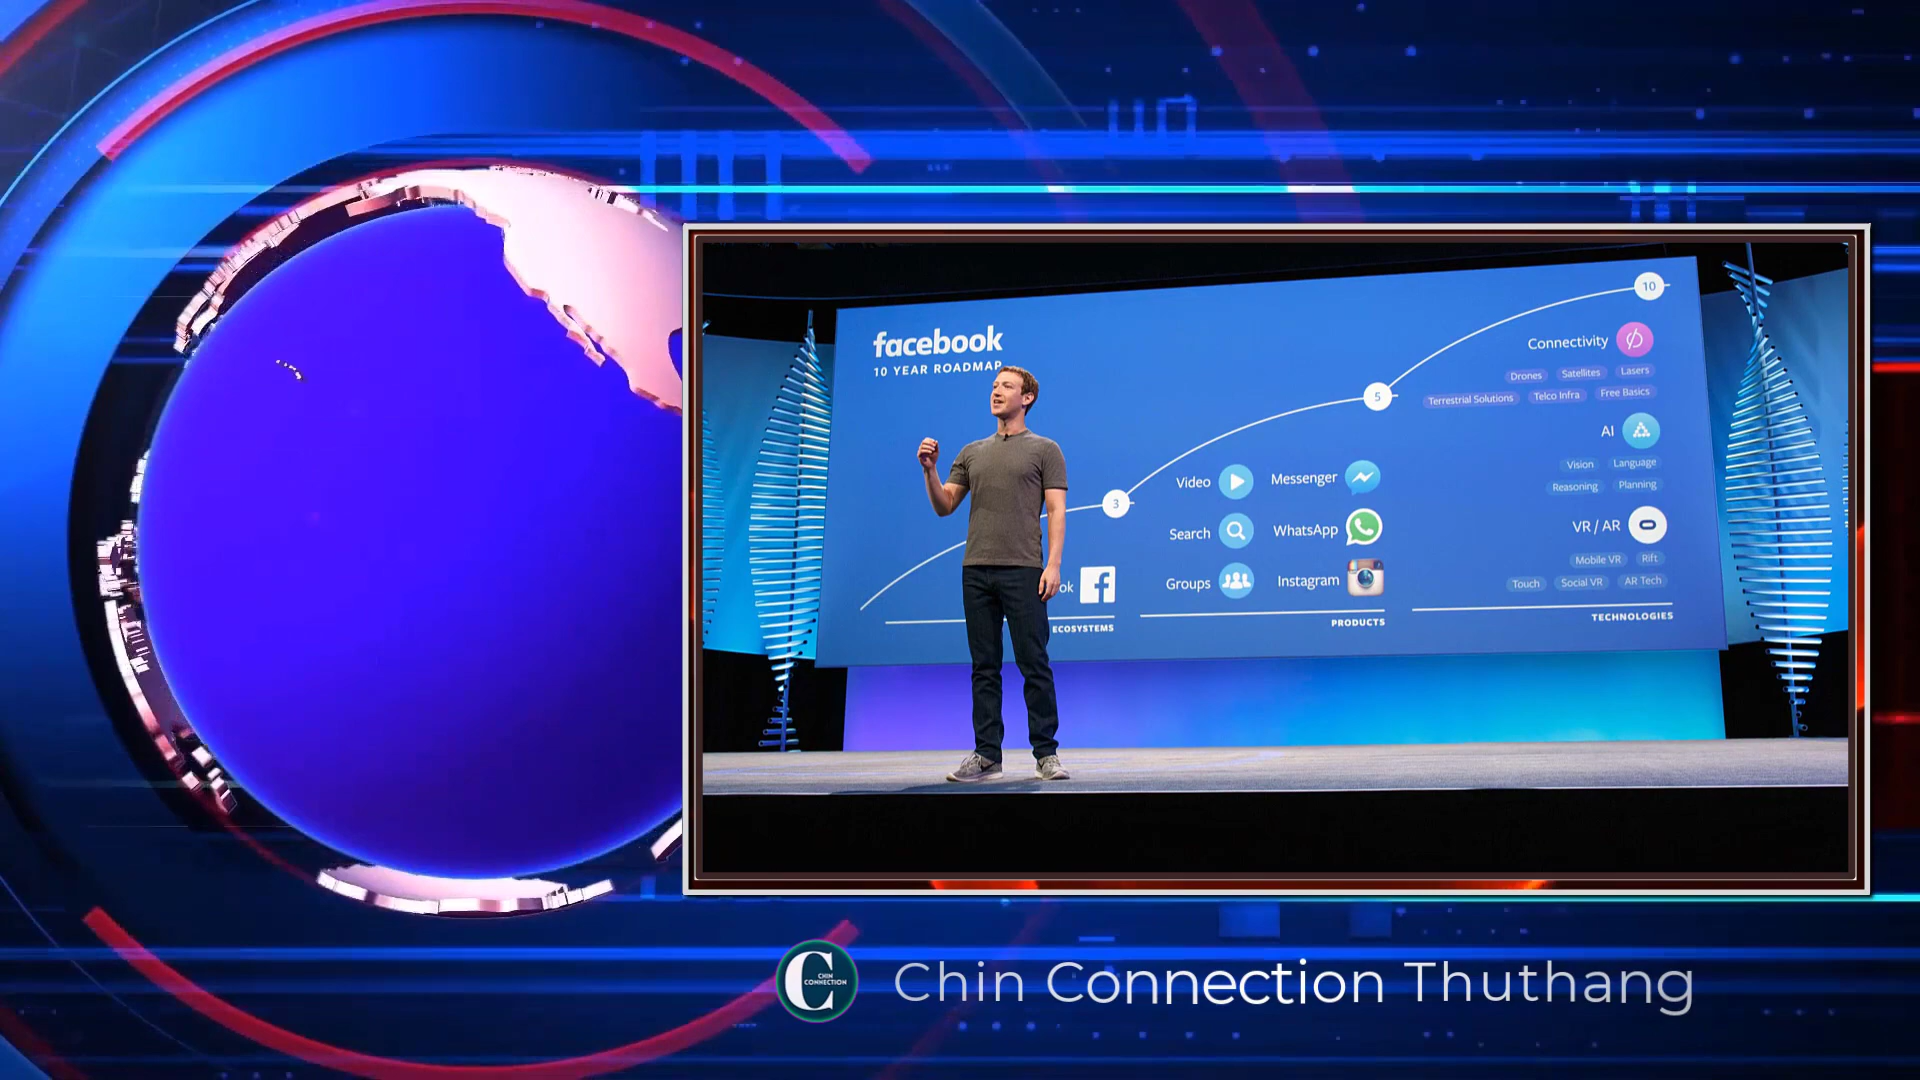 facebook
10 YEAR ROADMAP
10
5
3
Connectivity
Drones Satellites Lasers
Terrestrial Solutions Telco Infra Free Basics
AI
Vision Language
Reasoning Planning
VR / AR
Mobile VR Rift
Touch Social VR AR Tech
TECHNOLOGIES
Video Messenger
Search WhatsApp
Groups Instagram
PRODUCTS
ok
ECOSYSTEMS
C CHIN
CONNECTION
Chin Connection Thuthang